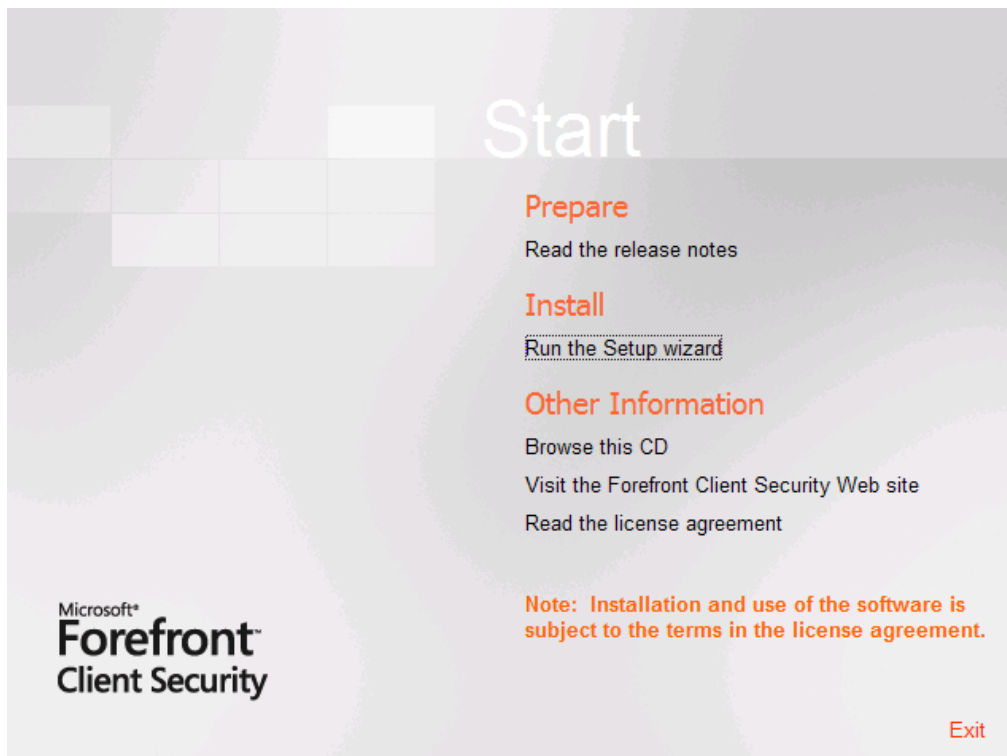 Start
Prepare
Read the release notes
Install
Run the Setup wizard
Other Information
Browse this CD
Visit the Forefront Client Security Web site
Read the license agreement
Note: Installation and use of the software is
subject to the terms in the license agreement.
Microsoft®
Forefront™
Client Security
Exit